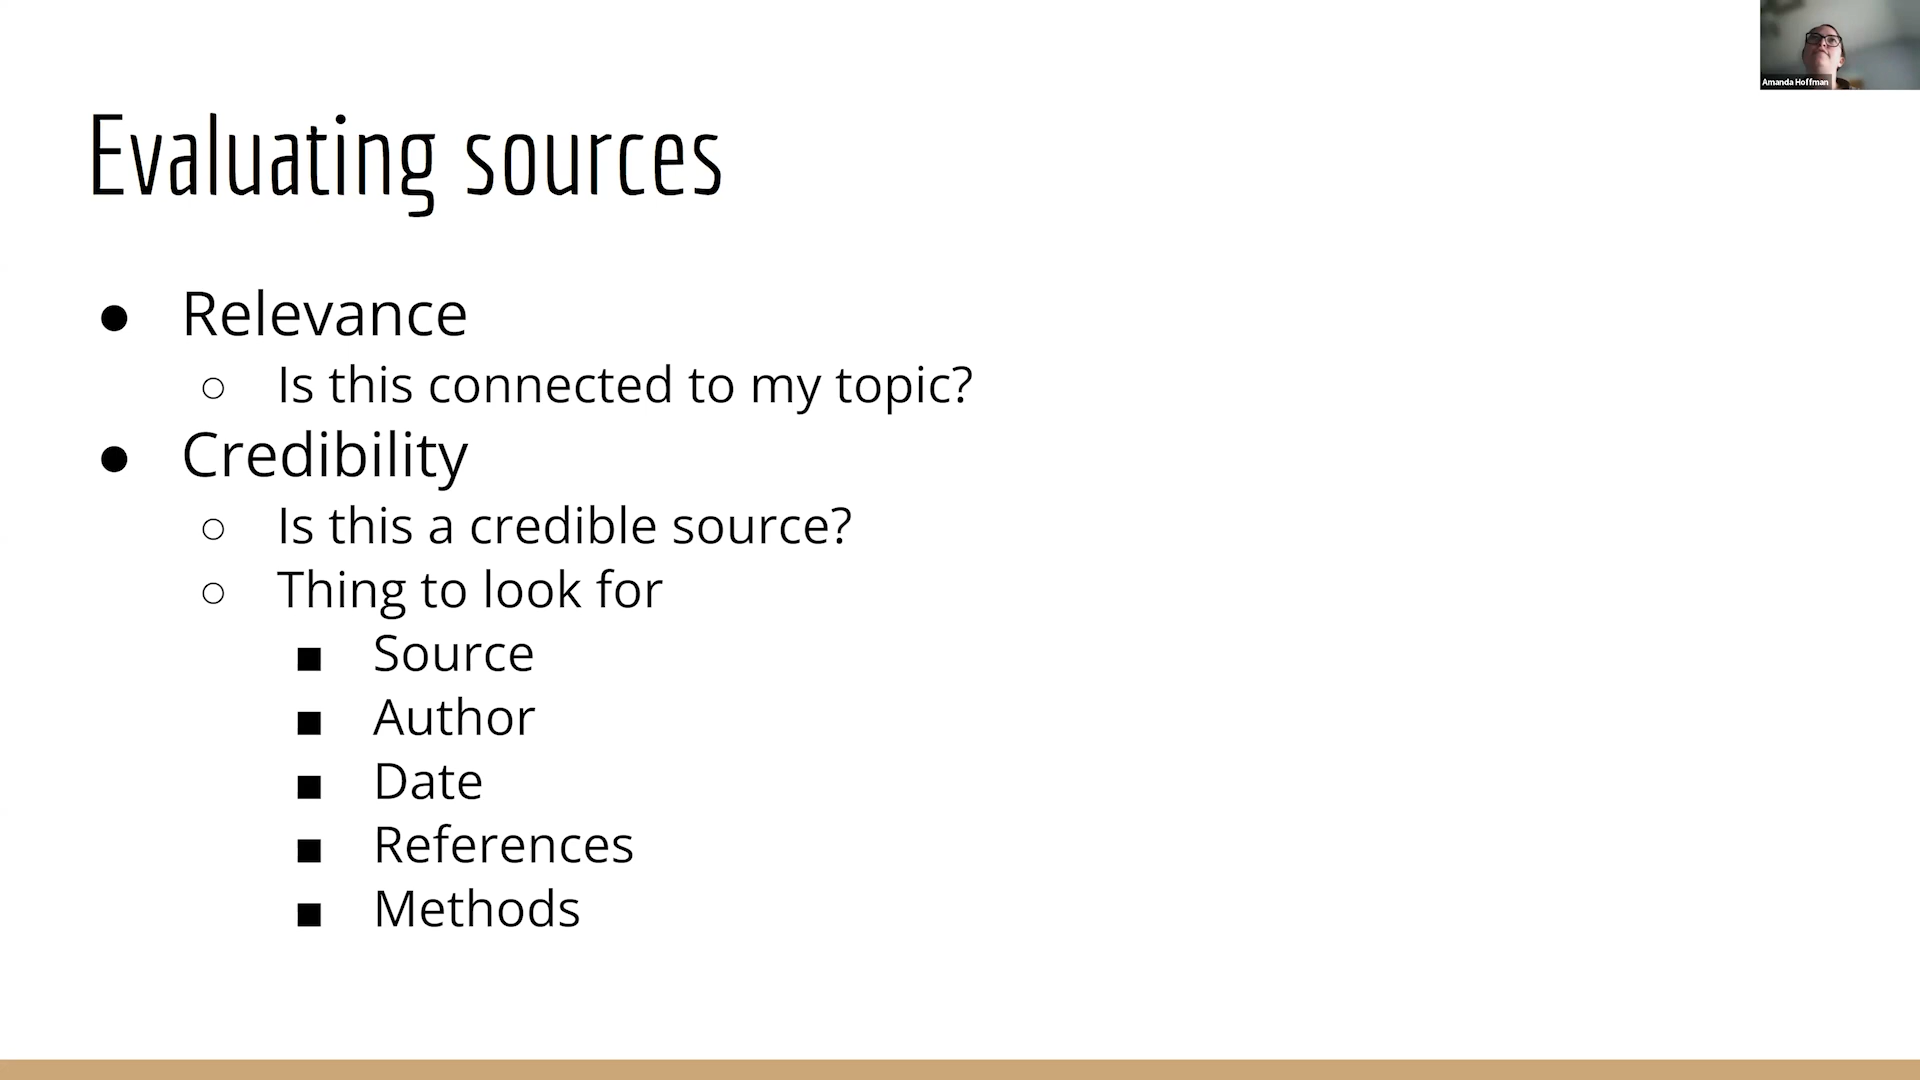 Amanda Hoffman
Evaluating sources
● Relevance
○ Is this connected to my topic?
● Credibility
○ Is this a credible source?
○ Thing to look for
■ Source
■ Author
■ Date
■ References
■ Methods